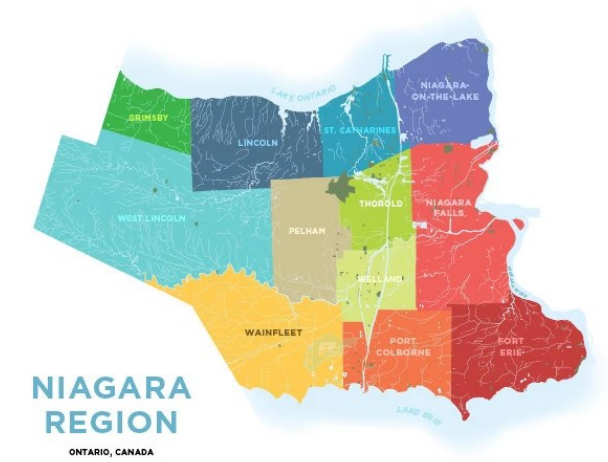 LAKE ONTARIO
NIAGARA-
ON-THE-LAKE
GRIMSBY
LINCOLN
ST. CATHARINES
WEST LINCOLN
PELHAM
THOROLD
NIAGARA
FALLS
WELLAND
WAINFLEET
PORT
COLBORNE
FORT
ERIE
LAKE ERIE
NIAGARA
REGION
ONTARIO, CANADA